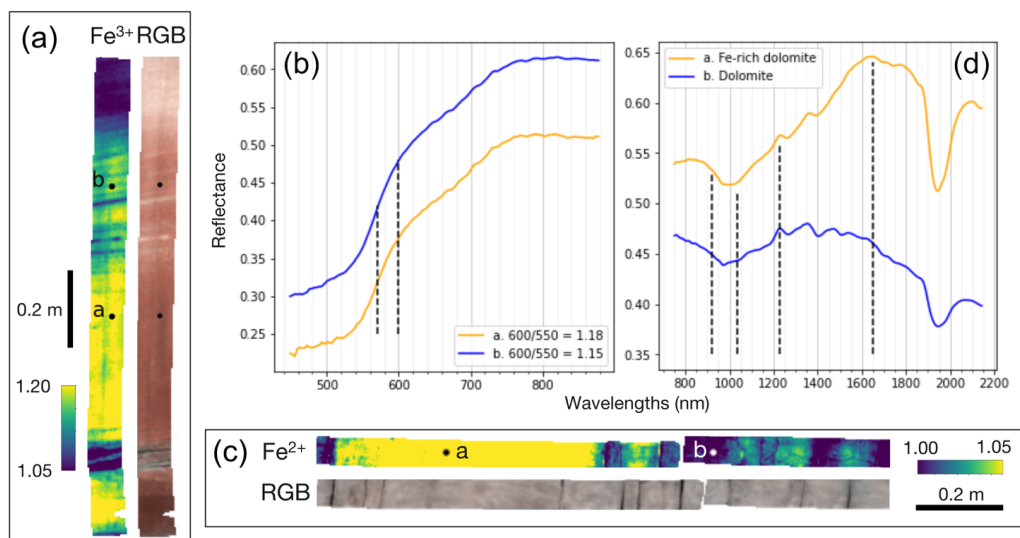 (a)
Fe3+ RGB
b
a
0.2 m
1.20
1.05
(b)
0.60
0.55
0.50
0.45
0.40
0.35
0.30
0.25
Reflectance
a. 600/550 = 1.18
b. 600/550 = 1.15
500 600 700 800
(d)
a. Fe-rich dolomite
b. Dolomite
0.65
0.60
0.55
0.50
0.45
0.40
0.35
800 1000 1200 1400 1600 1800 2000 2200
Wavelengths (nm)
(c)
Fe2+
a
b
RGB
1.00 1.05
0.2 m